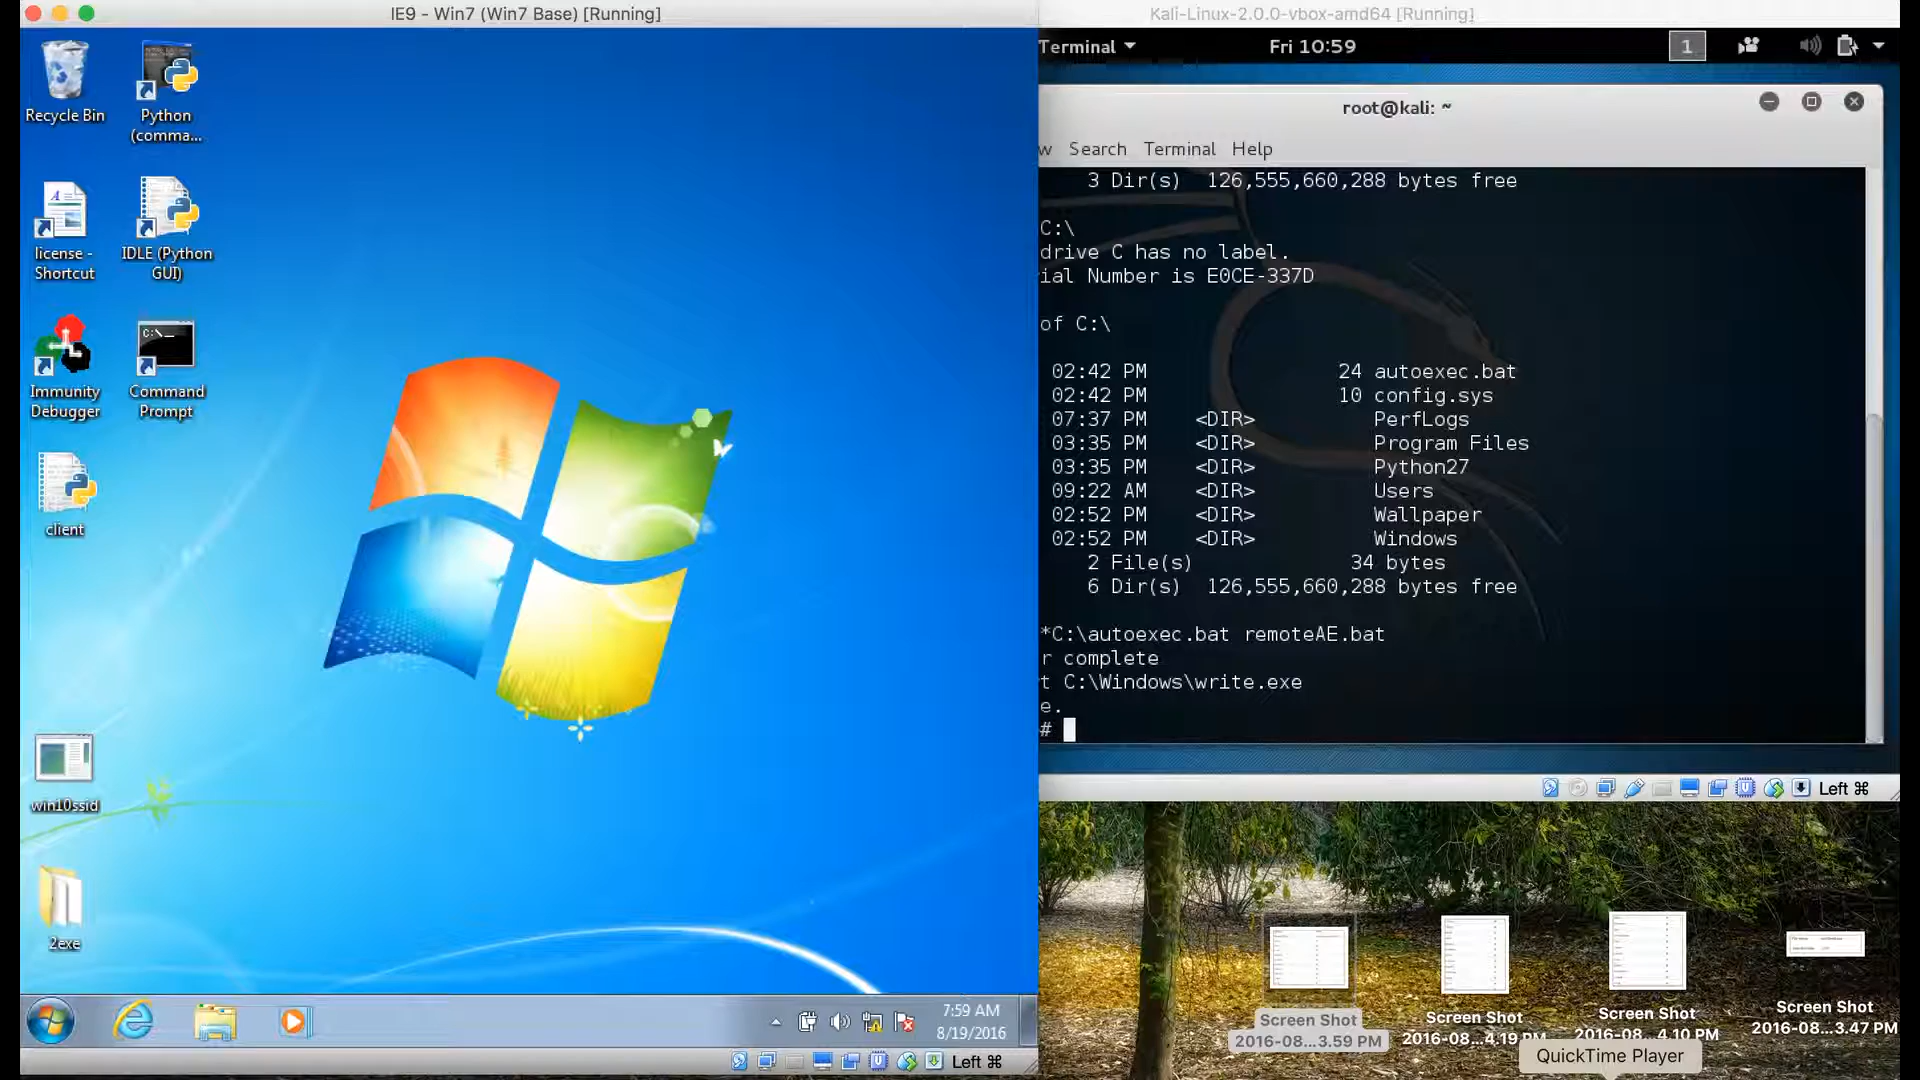 IE9 - Win7 (Win7 Base) [Running]
Recycle Bin
Python
(comma...
license -
Shortcut
IDLE (Python
GUI)
Immunity
Debugger
C:\_
Command
Prompt
client
win10ssid
2exe
7:59 AM
8/19/2016
Left ⌘
Kali-Linux-2.0.0-vbox-amd64 [Running]
Terminal
Fri 10:59
1
root@kali: ~
w Search Terminal Help
3 Dir(s) 126,555,660,288 bytes free
C:\
drive C has no label.
ial Number is E0CE-337D
of C:\
02:42 PM 24 autoexec.bat
02:42 PM 10 config.sys
07:37 PM <DIR> PerfLogs
03:35 PM <DIR> Program Files
03:35 PM <DIR> Python27
09:22 AM <DIR> Users
02:52 PM <DIR> Wallpaper
02:52 PM <DIR> Windows
2 File(s) 34 bytes
6 Dir(s) 126,555,660,288 bytes free
*C:\autoexec.bat remoteAE.bat
r complete
t C:\Windows\write.exe
e.
#
Left ⌘
Screen Shot
2016-08...3.59 PM
Screen Shot
2016-08...4.19 PM
Screen Shot
2016-08...4.10 PM
Screen Shot
2016-08...3.47 PM
QuickTime Player